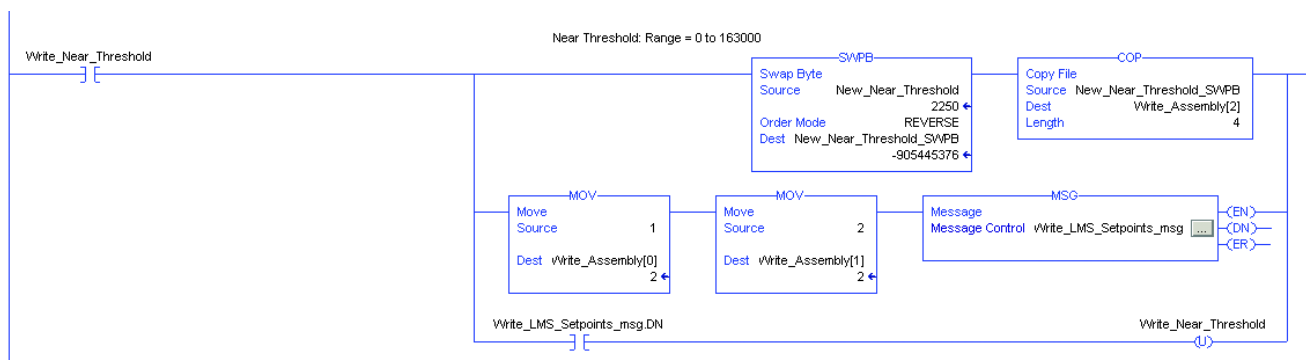 Near Threshold: Range = 0 to 163000
Write_Near_Threshold
SWPB
Swap Byte
Source New_Near_Threshold
2250
Order Mode REVERSE
Dest New_Near_Threshold_SWPB
-905445376
COP
Copy File
Source New_Near_Threshold_SWPB
Dest Write_Assembly[2]
Length 4
MOV
Move
Source 1
Dest Write_Assembly[0]
2
MOV
Move
Source 2
Dest Write_Assembly[1]
2
MSG
Message
Message Control Write_LMS_Setpoints_msg ...
(EN)
(DN)
(ER)
Write_LMS_Setpoints_msg.DN
Write_Near_Threshold
U